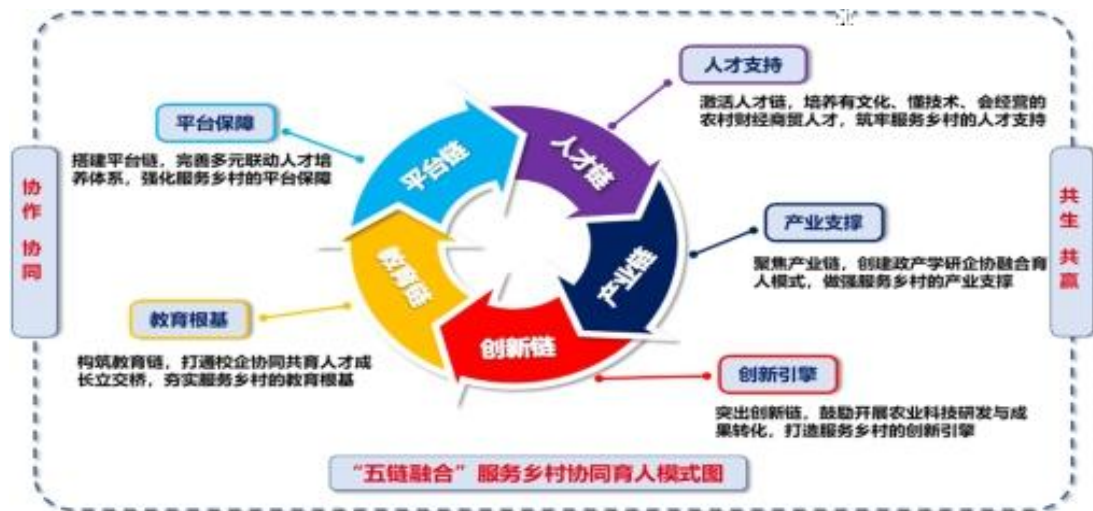 人才支持
激活人才链，培养有文化、懂技术、会经营的
农村财经商贸人才，筑牢服务乡村的人才支持
平台保障
搭建平台链，完善多元联动人才培
养体系，强化服务乡村的平台保障
平台链
人才链
产业链
创新链
教育链
协作 协同
共生 共赢
产业支撑
聚焦产业链，创建政产学研企协融合育
人模式，做强服务乡村的产业支撑
教育根基
构筑教育链，打通校企协同共育人才成
长立交桥，夯实服务乡村的教育根基
创新引擎
突出创新链，鼓励开展农业科技研发与成
果转化，打造服务乡村的创新引擎
“五链融合”服务乡村协同育人模式图